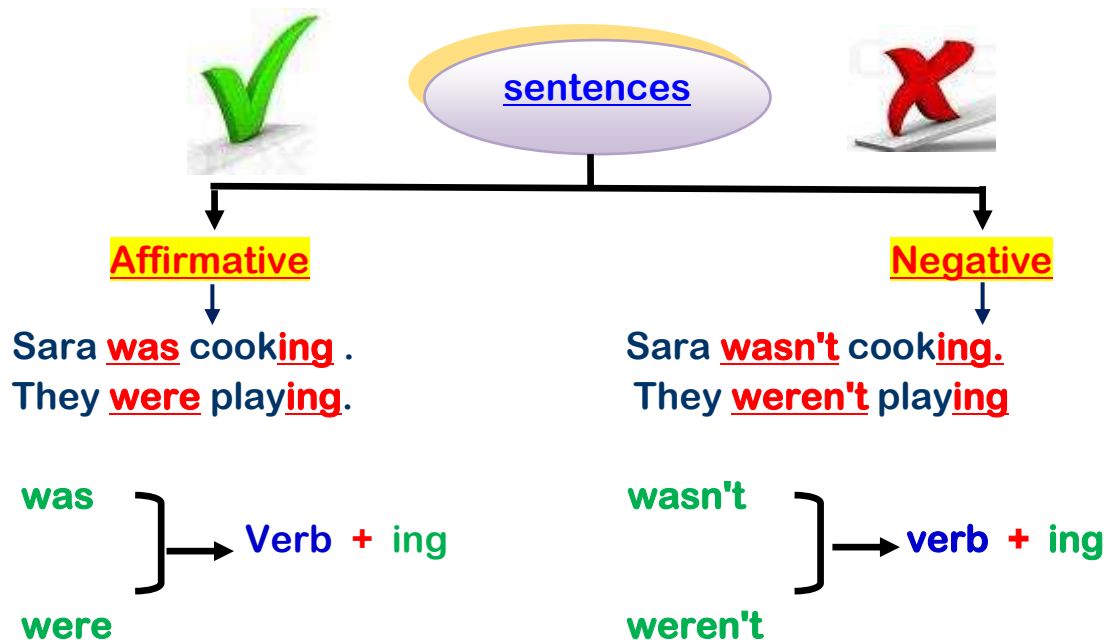 sentences
Affirmative
Negative
Sara was cooking .
They were playing.
Sara wasn't cooking.
They weren't playing
was
Verb + ing
were
wasn't
verb + ing
weren't